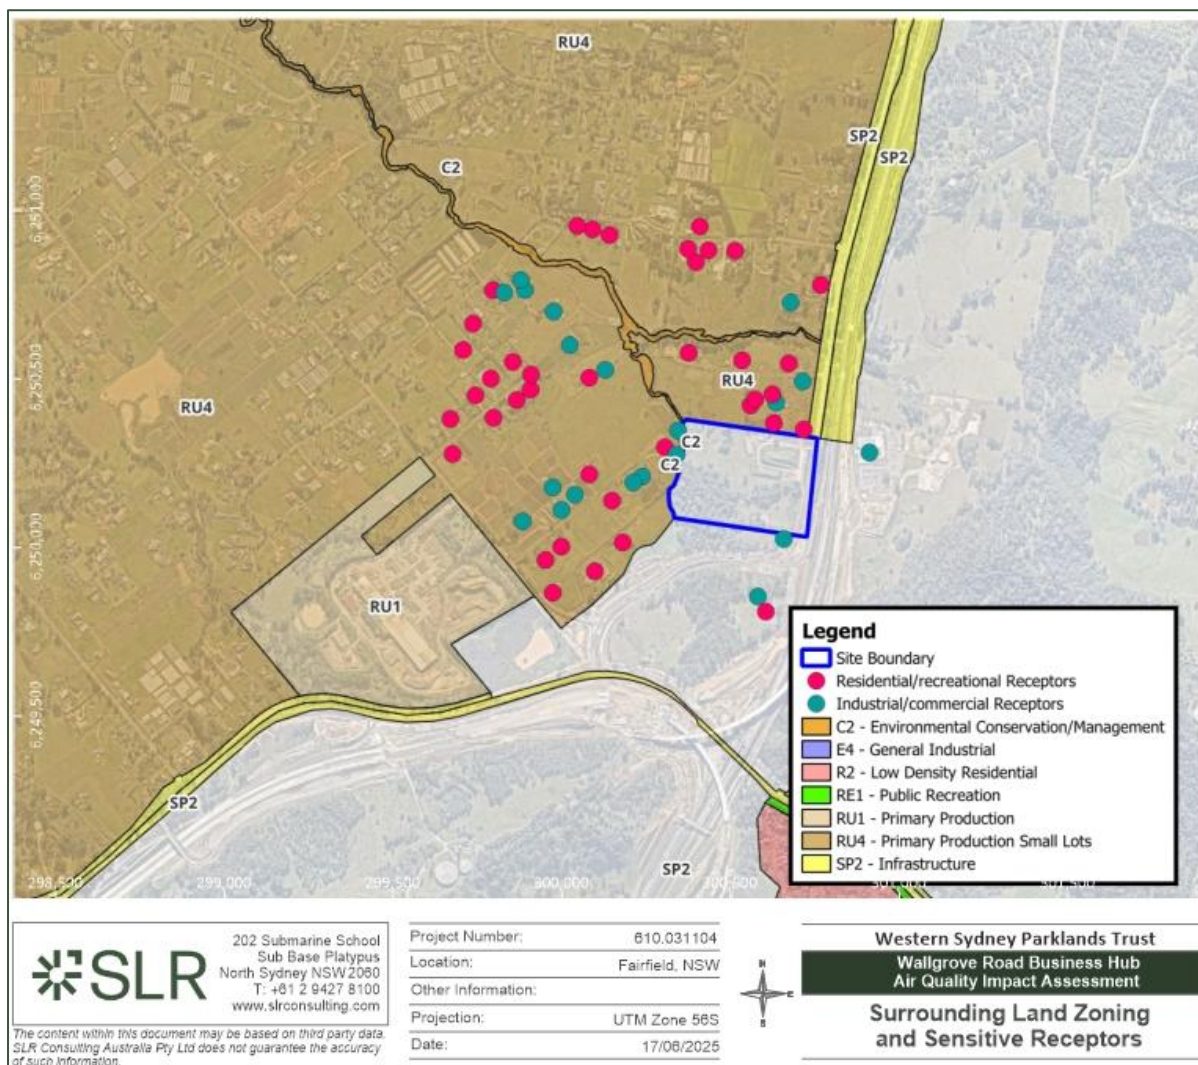 RU4
SP2
SP2
C2
6,251,000
6,250,500
RU4
RU4
C2
C2
6,250,000
RU1
6,249,500
SP2
SP2
298,500
299,000
299,500
300,000
300,500
301,000
301,500
Legend
Site Boundary
Residential/recreational Receptors
Industrial/commercial Receptors
C2 - Environmental Conservation/Management
E4 - General Industrial
R2 - Low Density Residential
RE1 - Public Recreation
RU1 - Primary Production
RU4 - Primary Production Small Lots
SP2 - Infrastructure
SLR
202 Submarine School
Sub Base Platypus
North Sydney NSW 2060
T: +61 2 9427 8100
www.slrconsulting.com
The content within this document may be based on third party data.
SLR Consulting Australia Pty Ltd does not guarantee the accuracy
of such information.
Project Number: 610.031104
Location: Fairfield, NSW
Other Information:
Projection: UTM Zone 56S
Date: 17/06/2025
N
E
S
Western Sydney Parklands Trust
Wallgrove Road Business Hub
Air Quality Impact Assessment
Surrounding Land Zoning
and Sensitive Receptors